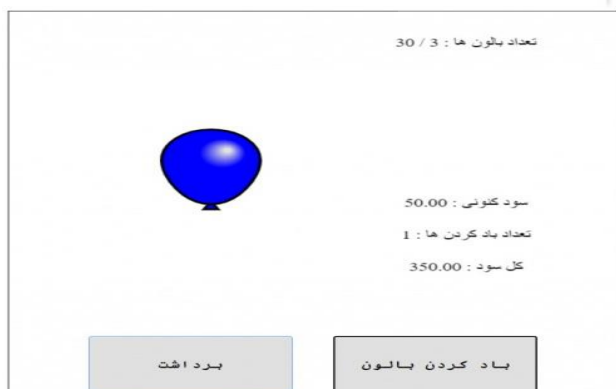 تعداد بالون ها : 3 / 30
سود کنونی : 50.00
تعداد باد کردن ها : 1
کل سود : 350.00
باد کردن بالون
برداشت